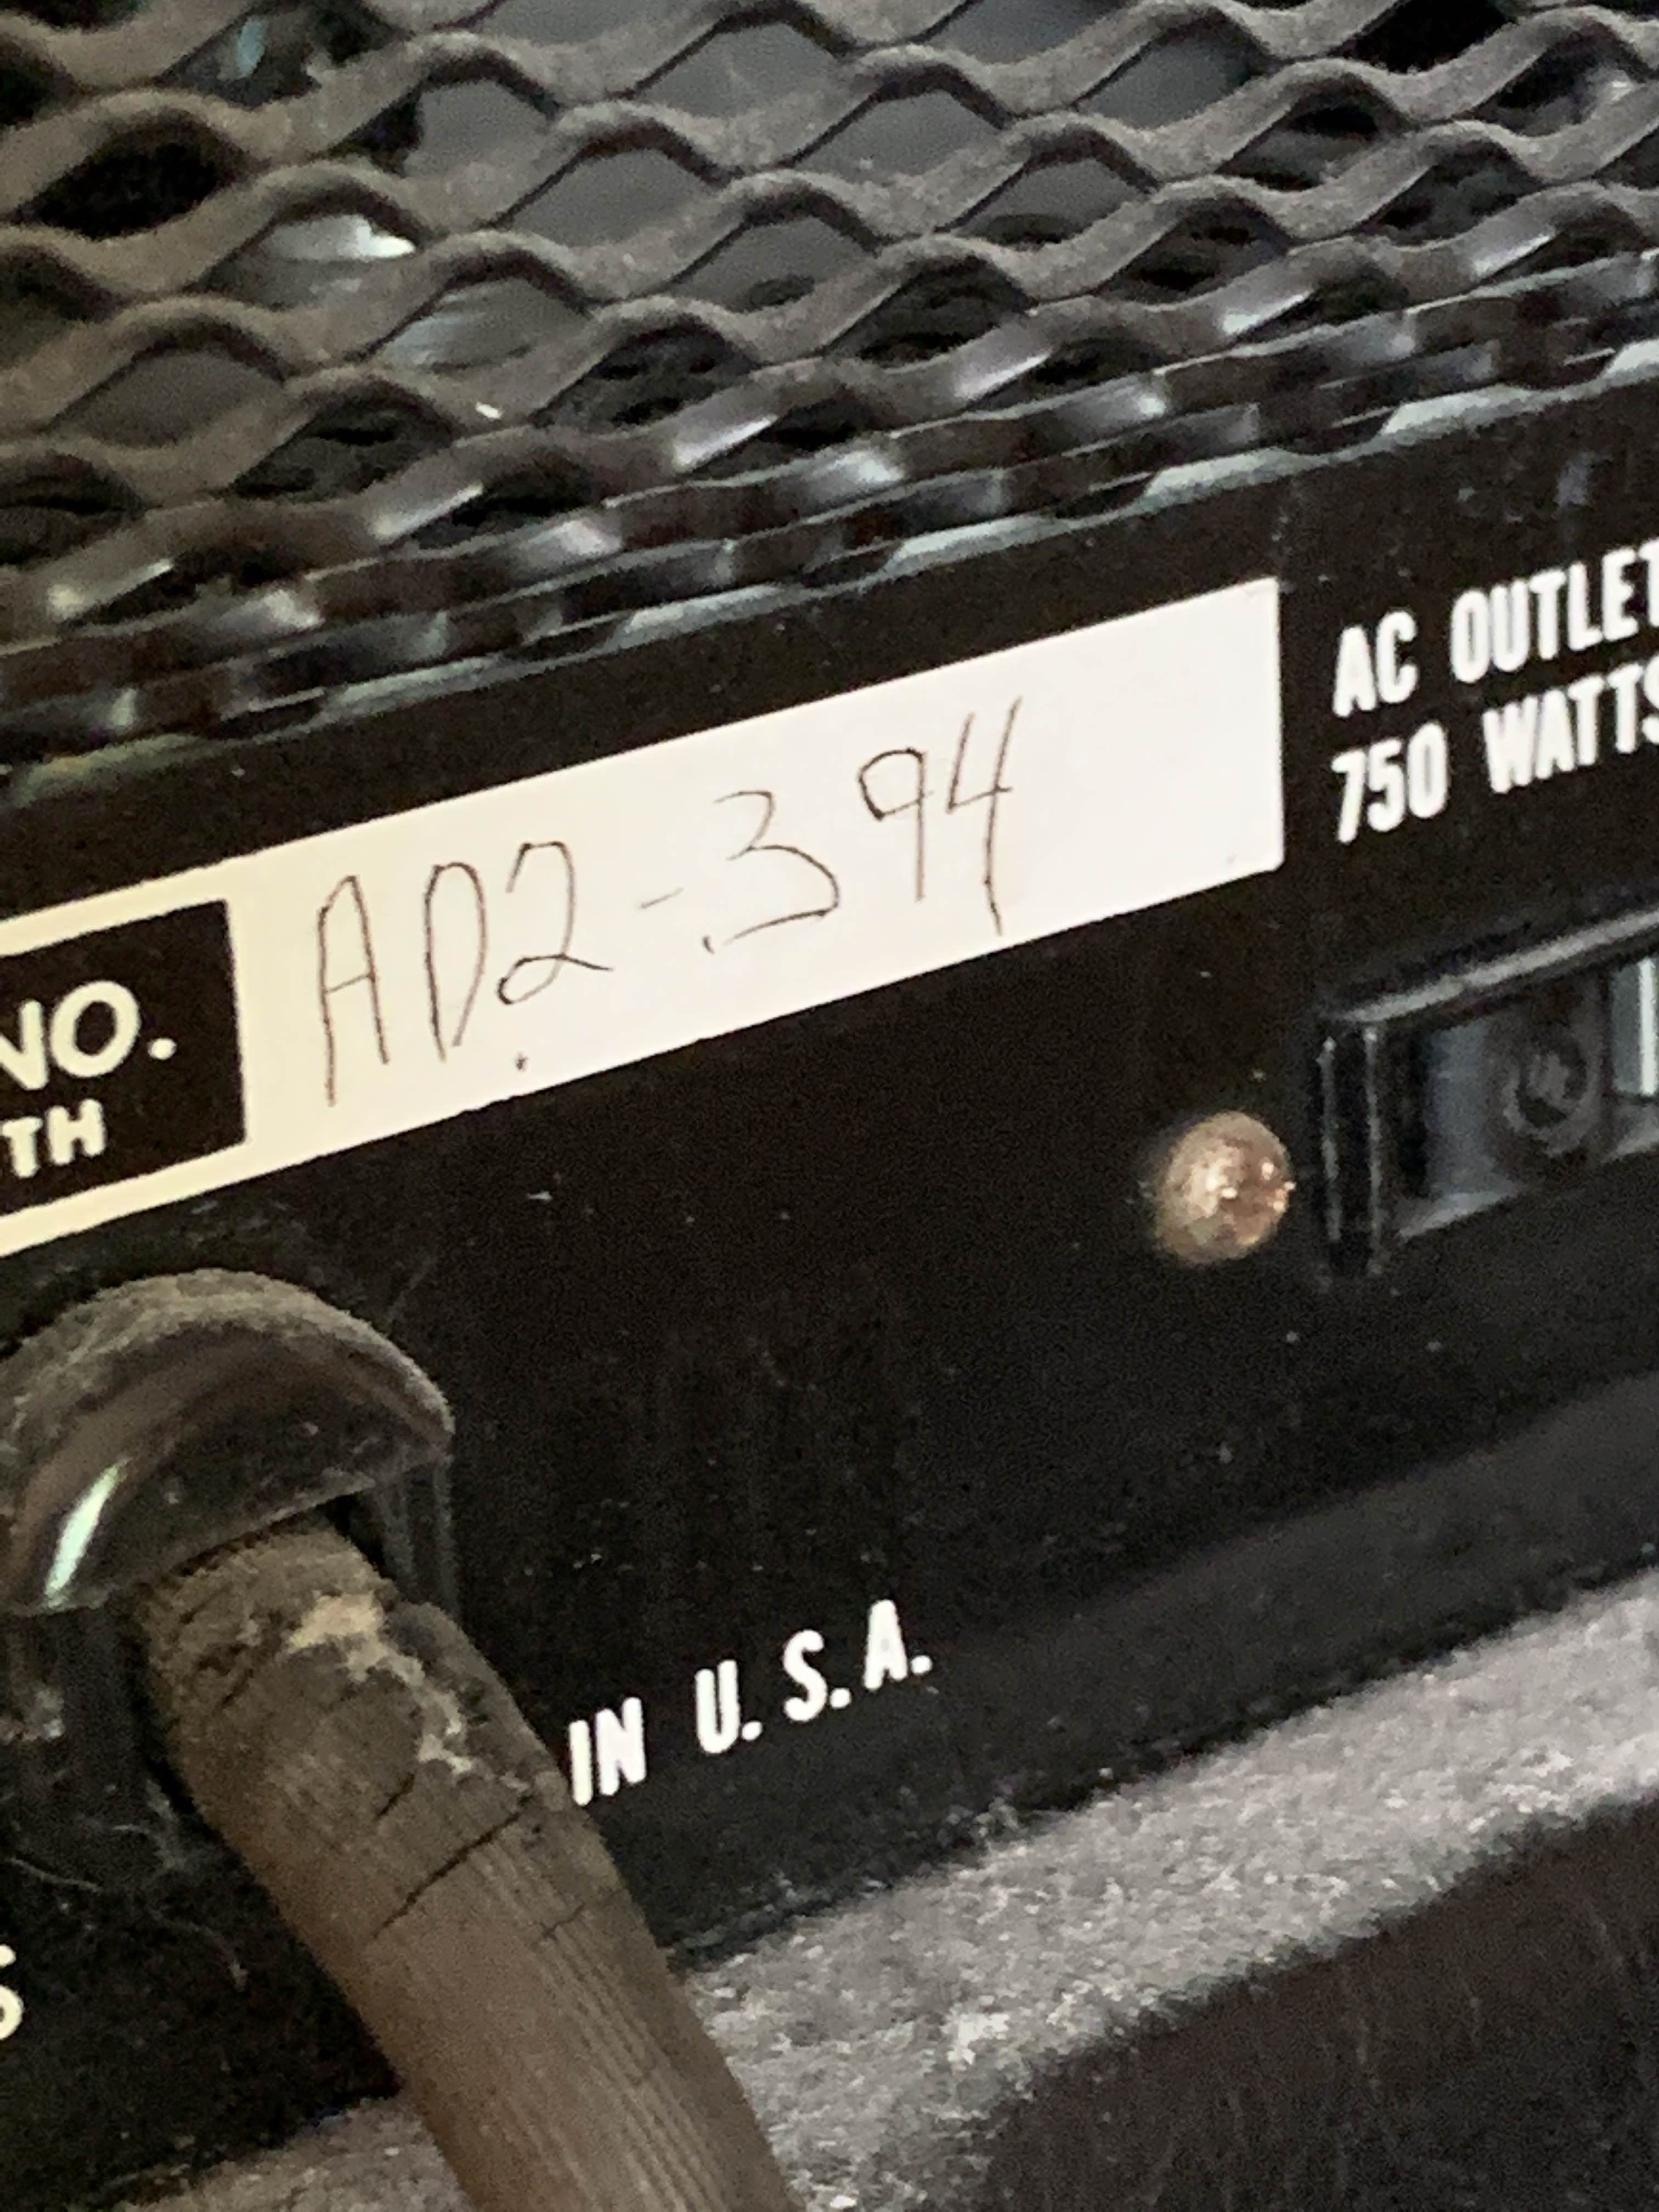 NO.
TH
AD2-394
AC OUTLET
750 WATTS
IN U.S.A.
S